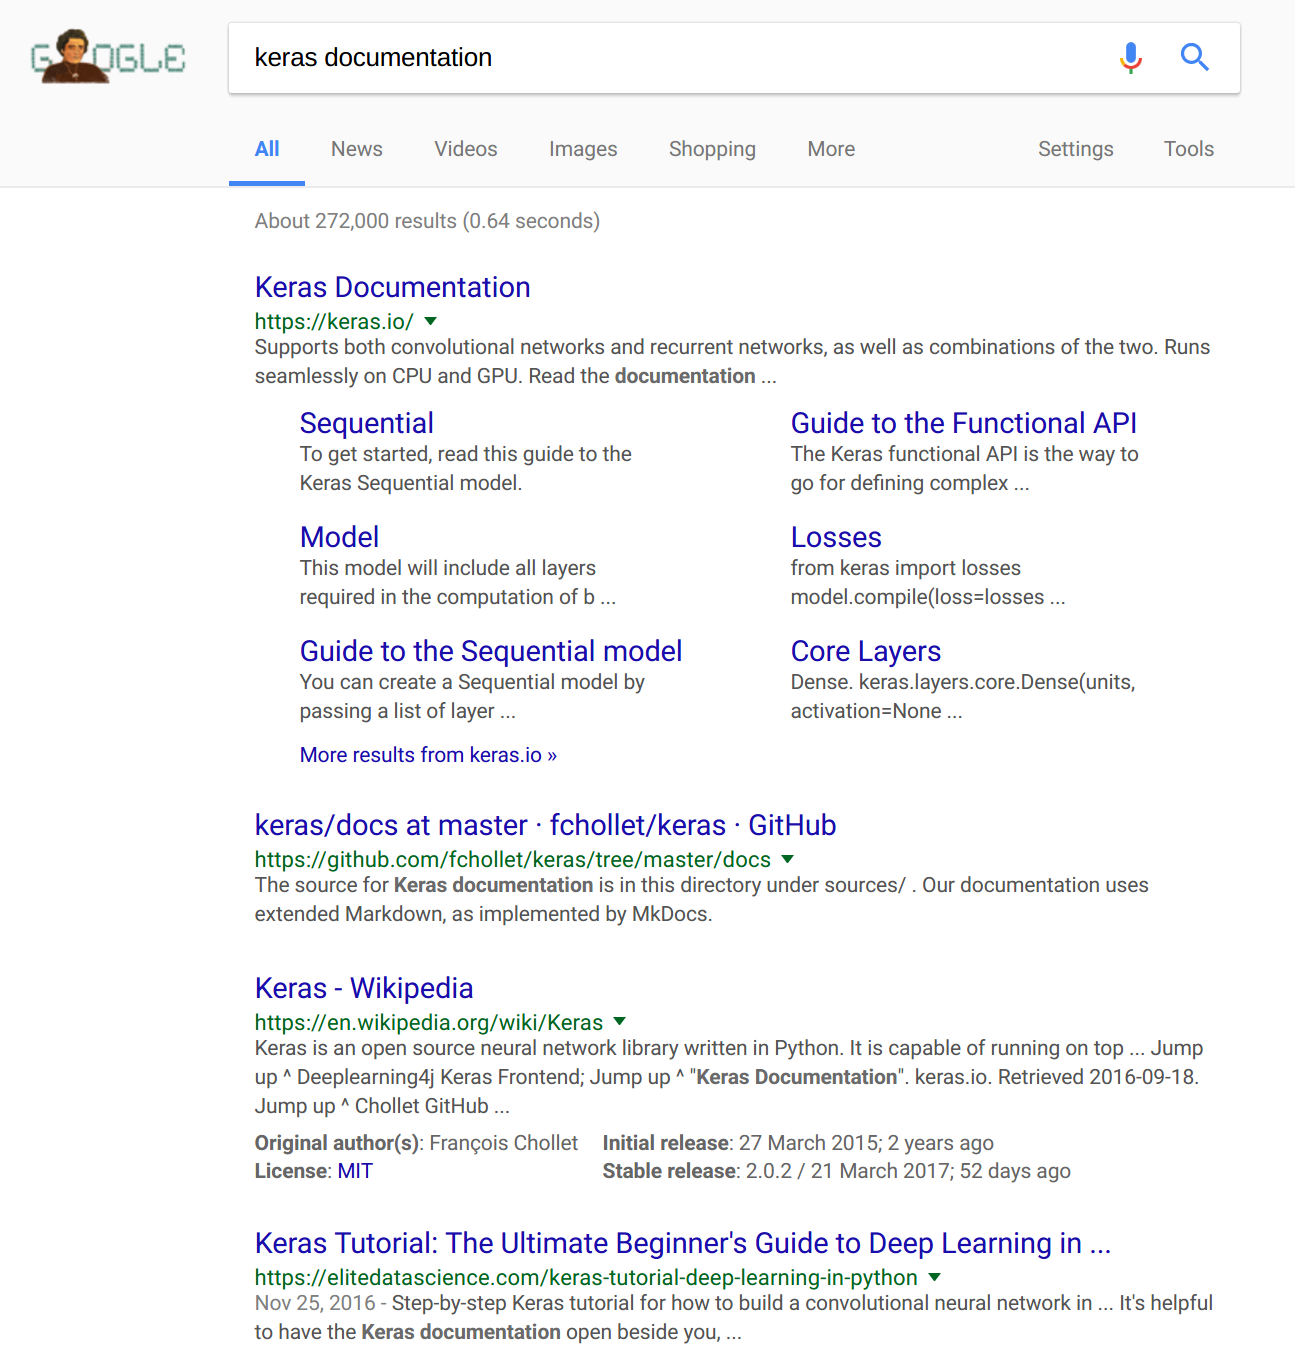 GOOGLE
keras documentation
All News Videos Images Shopping More Settings Tools
About 272,000 results (0.64 seconds)
Keras Documentation
https://keras.io/
Supports both convolutional networks and recurrent networks, as well as combinations of the two. Runs
seamlessly on CPU and GPU. Read the documentation ...
Sequential
To get started, read this guide to the
Keras Sequential model.
Guide to the Functional API
The Keras functional API is the way to
go for defining complex ...
Model
This model will include all layers
required in the computation of b ...
Losses
from keras import losses
model.compile(loss=losses ...
Guide to the Sequential model
You can create a Sequential model by
passing a list of layer ...
Core Layers
Dense. keras.layers.core.Dense(units,
activation=None ...
More results from keras.io »
keras/docs at master · fchollet/keras · GitHub
https://github.com/fchollet/keras/tree/master/docs
The source for Keras documentation is in this directory under sources/ . Our documentation uses
extended Markdown, as implemented by MkDocs.
Keras - Wikipedia
https://en.wikipedia.org/wiki/Keras
Keras is an open source neural network library written in Python. It is capable of running on top ... Jump
up ^ Deeplearning4j Keras Frontend; Jump up ^ "Keras Documentation". keras.io. Retrieved 2016-09-18.
Jump up ^ Chollet GitHub ...
Original author(s): François Chollet Initial release: 27 March 2015; 2 years ago
License: MIT Stable release: 2.0.2 / 21 March 2017; 52 days ago
Keras Tutorial: The Ultimate Beginner's Guide to Deep Learning in ...
https://elitedatascience.com/keras-tutorial-deep-learning-in-python
Nov 25, 2016 - Step-by-step Keras tutorial for how to build a convolutional neural network in ... It's helpful
to have the Keras documentation open beside you, ...